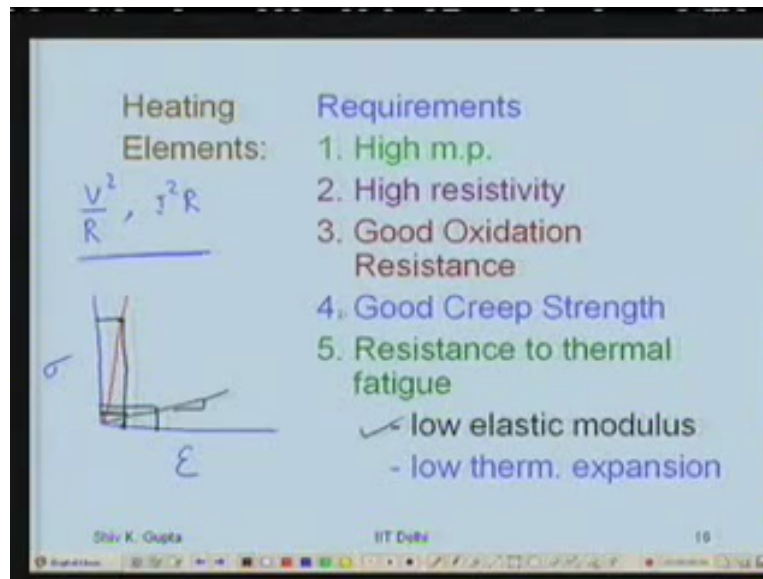 Heating
Elements:
Requirements
1. High m.p.
2. High resistivity
3. Good Oxidation
Resistance
4. Good Creep Strength
5. Resistance to thermal
fatigue
- low elastic modulus
- low therm. expansion
V²/R , I²R
σ
ε
Shiv K. Gupta
IIT Delhi
16